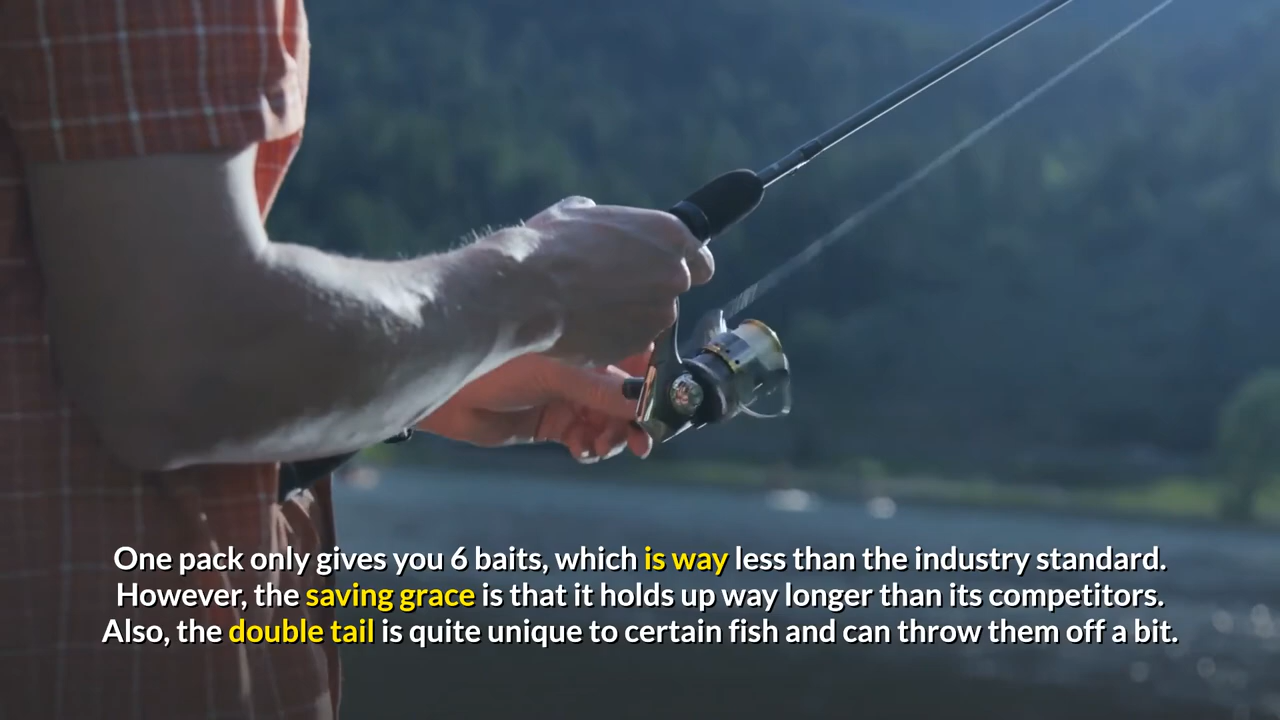 One pack only gives you 6 baits, which is way less than the industry standard.
However, the saving grace is that it holds up way longer than its competitors.
Also, the double tail is quite unique to certain fish and can throw them off a bit.